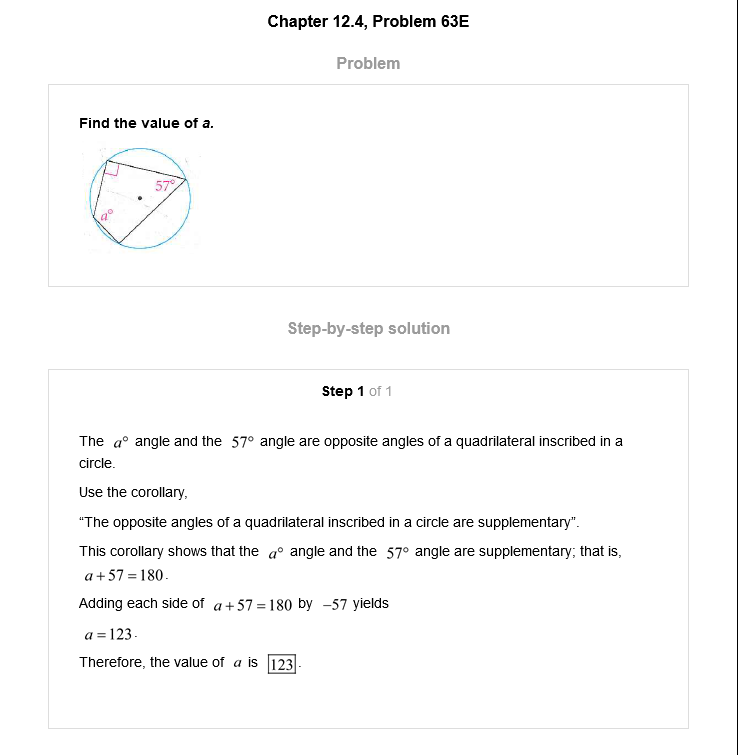 Chapter 12.4, Problem 63E
Problem
Find the value of a.
57°
a°
Step-by-step solution
Step 1 of 1
The a° angle and the 57° angle are opposite angles of a quadrilateral inscribed in a
circle.
Use the corollary,
“The opposite angles of a quadrilateral inscribed in a circle are supplementary”.
This corollary shows that the a° angle and the 57° angle are supplementary; that is,
a + 57 = 180.
Adding each side of a + 57 = 180 by −57 yields
a = 123.
Therefore, the value of a is 123.